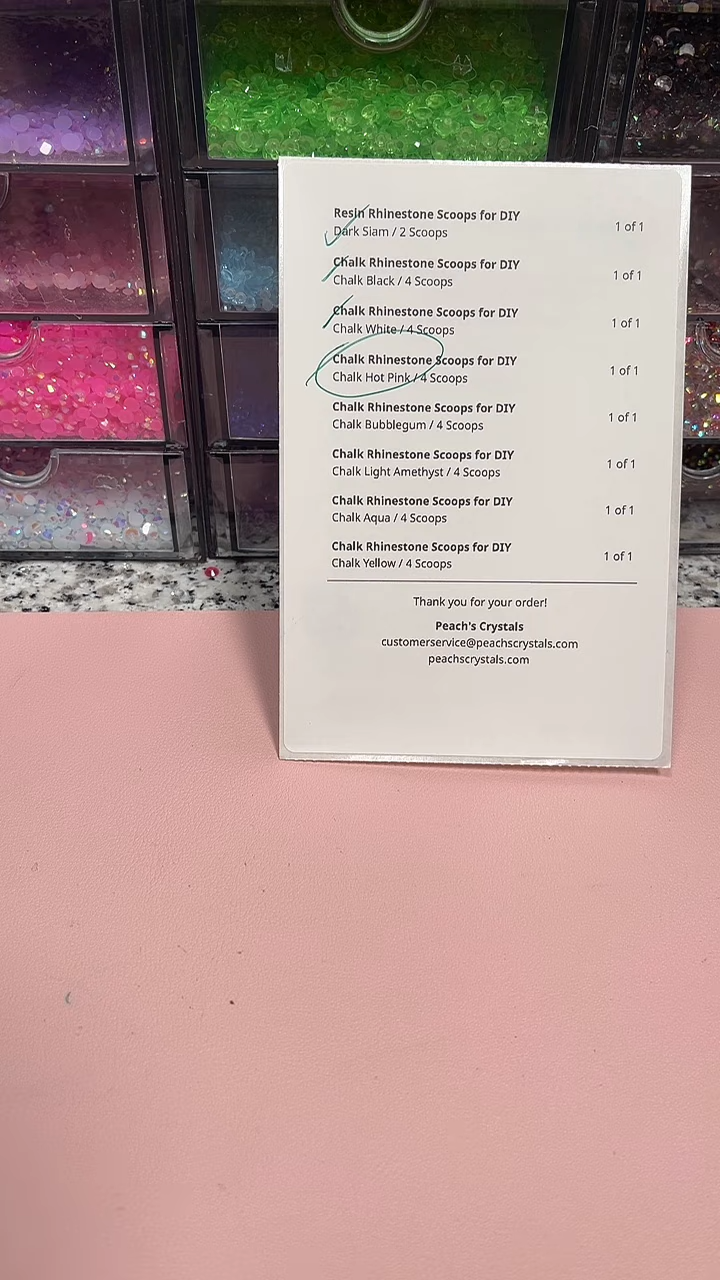 Resin Rhinestone Scoops for DIY
Dark Siam / 2 Scoops 1 of 1
Chalk Rhinestone Scoops for DIY
Chalk Black / 4 Scoops 1 of 1
Chalk Rhinestone Scoops for DIY
Chalk White / 4 Scoops 1 of 1
Chalk Rhinestone Scoops for DIY
Chalk Hot Pink / 4 Scoops 1 of 1
Chalk Rhinestone Scoops for DIY
Chalk Bubblegum / 4 Scoops 1 of 1
Chalk Rhinestone Scoops for DIY
Chalk Light Amethyst / 4 Scoops 1 of 1
Chalk Rhinestone Scoops for DIY
Chalk Aqua / 4 Scoops 1 of 1
Chalk Rhinestone Scoops for DIY
Chalk Yellow / 4 Scoops 1 of 1
Thank you for your order!
Peach's Crystals
customerservice@peachscrystals.com
peachscrystals.com